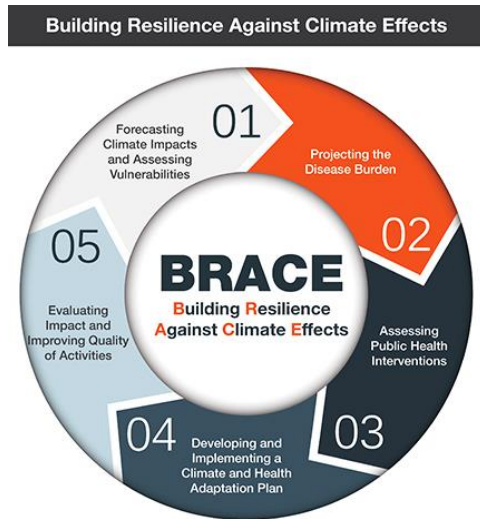 Building Resilience Against Climate Effects
01
Forecasting
Climate Impacts
and Assessing
Vulnerabilities
Projecting the
Disease Burden
02
Assessing
Public Health
Interventions
03
04
Developing and
Implementing a
Climate and Health
Adaptation Plan
05
Evaluating
Impact and
Improving Quality
of Activities
BRACE
Building Resilience
Against Climate Effects